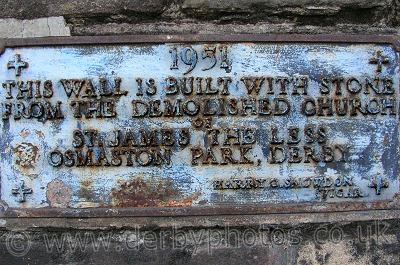 1951
THIS WALL IS BUILT WITH STONE
FROM THE DEMOLISHED CHURCH
OF
ST. JAMES THE LESS
OSMASTON PARK, DERBY
HARRY G. SNOWDON
© www.derbyphotos.co.uk